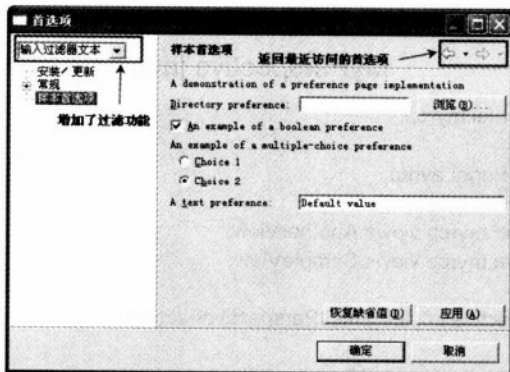 首选项
输入过滤器文本
安装/更新
常规
样本首选项
增加了过滤功能
样本首选项
返回最近访问的首选项
A demonstration of a preference page implementation
Directory preference:
浏览(B)...
An example of a boolean preference
An example of a multiple-choice preference
Choice 1
Choice 2
A text preference:
Default value
恢复缺省值(D)
应用(A)
确定
取消